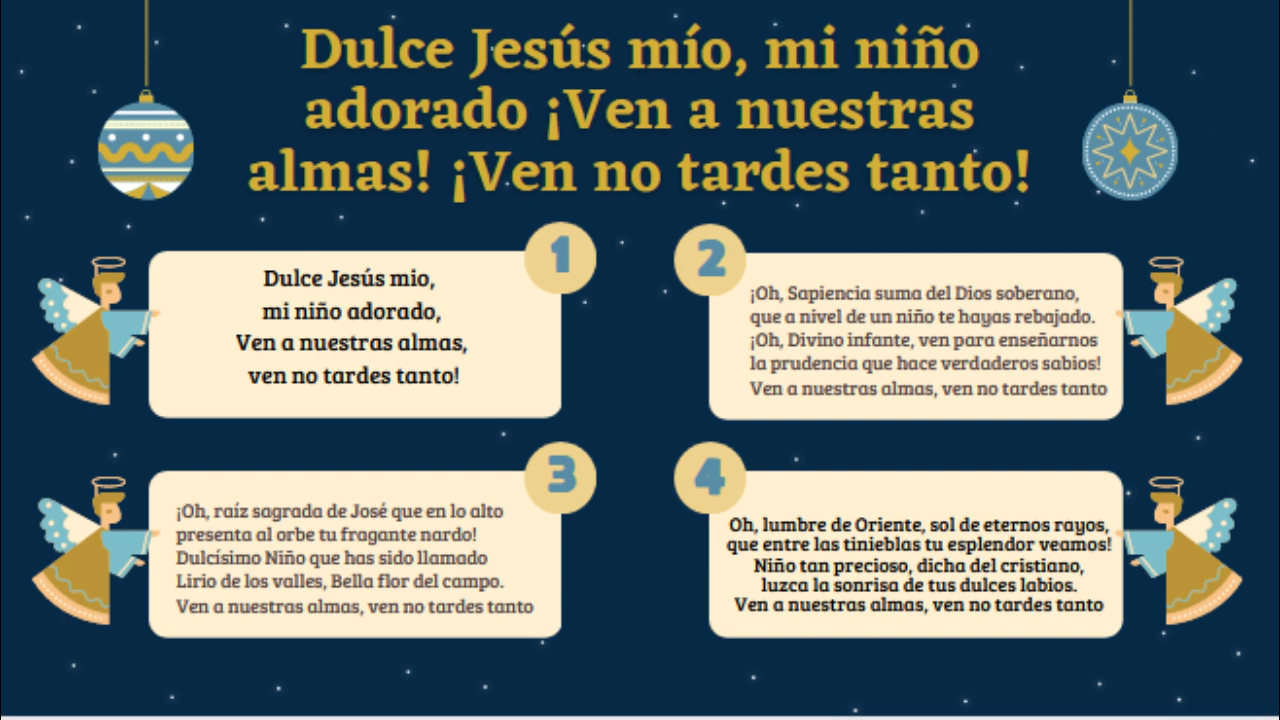 Dulce Jesús mío, mi niño
adorado ¡Ven a nuestras
almas! ¡Ven no tardes tanto!
1
Dulce Jesús mio,
mi niño adorado,
Ven a nuestras almas,
ven no tardes tanto!
2
¡Oh, Sapiencia suma del Dios soberano,
que a nivel de un niño te hayas rebajado.
¡Oh, Divino infante, ven para enseñarnos
la prudencia que hace verdaderos sabios!
Ven a nuestras almas, ven no tardes tanto
3
¡Oh, raíz sagrada de José que en lo alto
presenta al orbe tu fragante nardo!
Dulcísimo Niño que has sido llamado
Lirio de los valles, Bella flor del campo.
Ven a nuestras almas, ven no tardes tanto
4
Oh, lumbre de Oriente, sol de eternos rayos,
que entre las tinieblas tu esplendor veamos!
Niño tan precioso, dicha del cristiano,
luzca la sonrisa de tus dulces labios.
Ven a nuestras almas, ven no tardes tanto